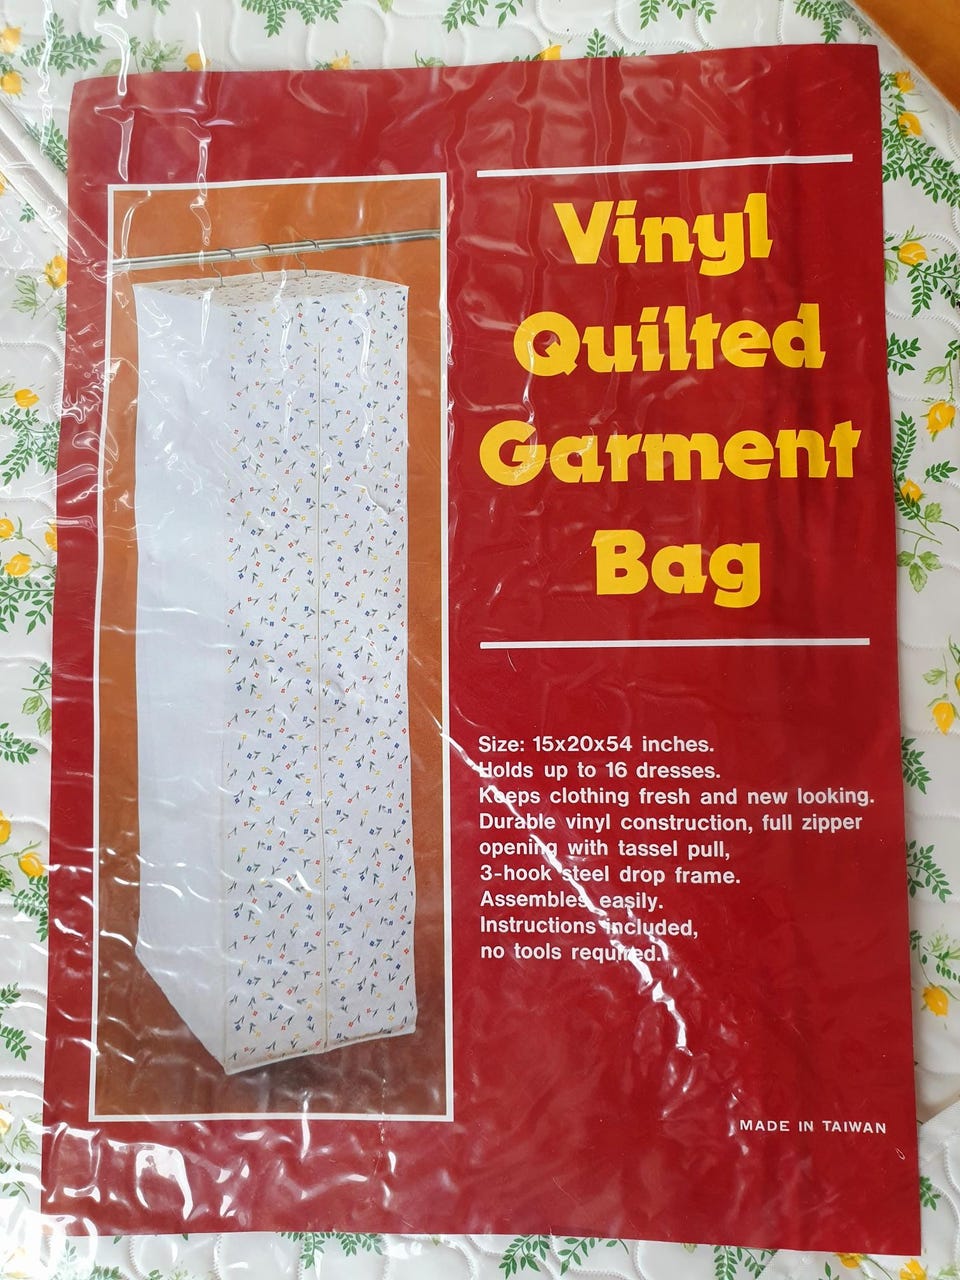 Vinyl
Quilted
Garment
Bag
Size: 15x20x54 inches.
Holds up to 16 dresses.
Keeps clothing fresh and new looking.
Durable vinyl construction, full zipper
opening with tassel pull,
3-hook steel drop frame.
Assembles easily.
Instructions included,
no tools required.
MADE IN TAIWAN